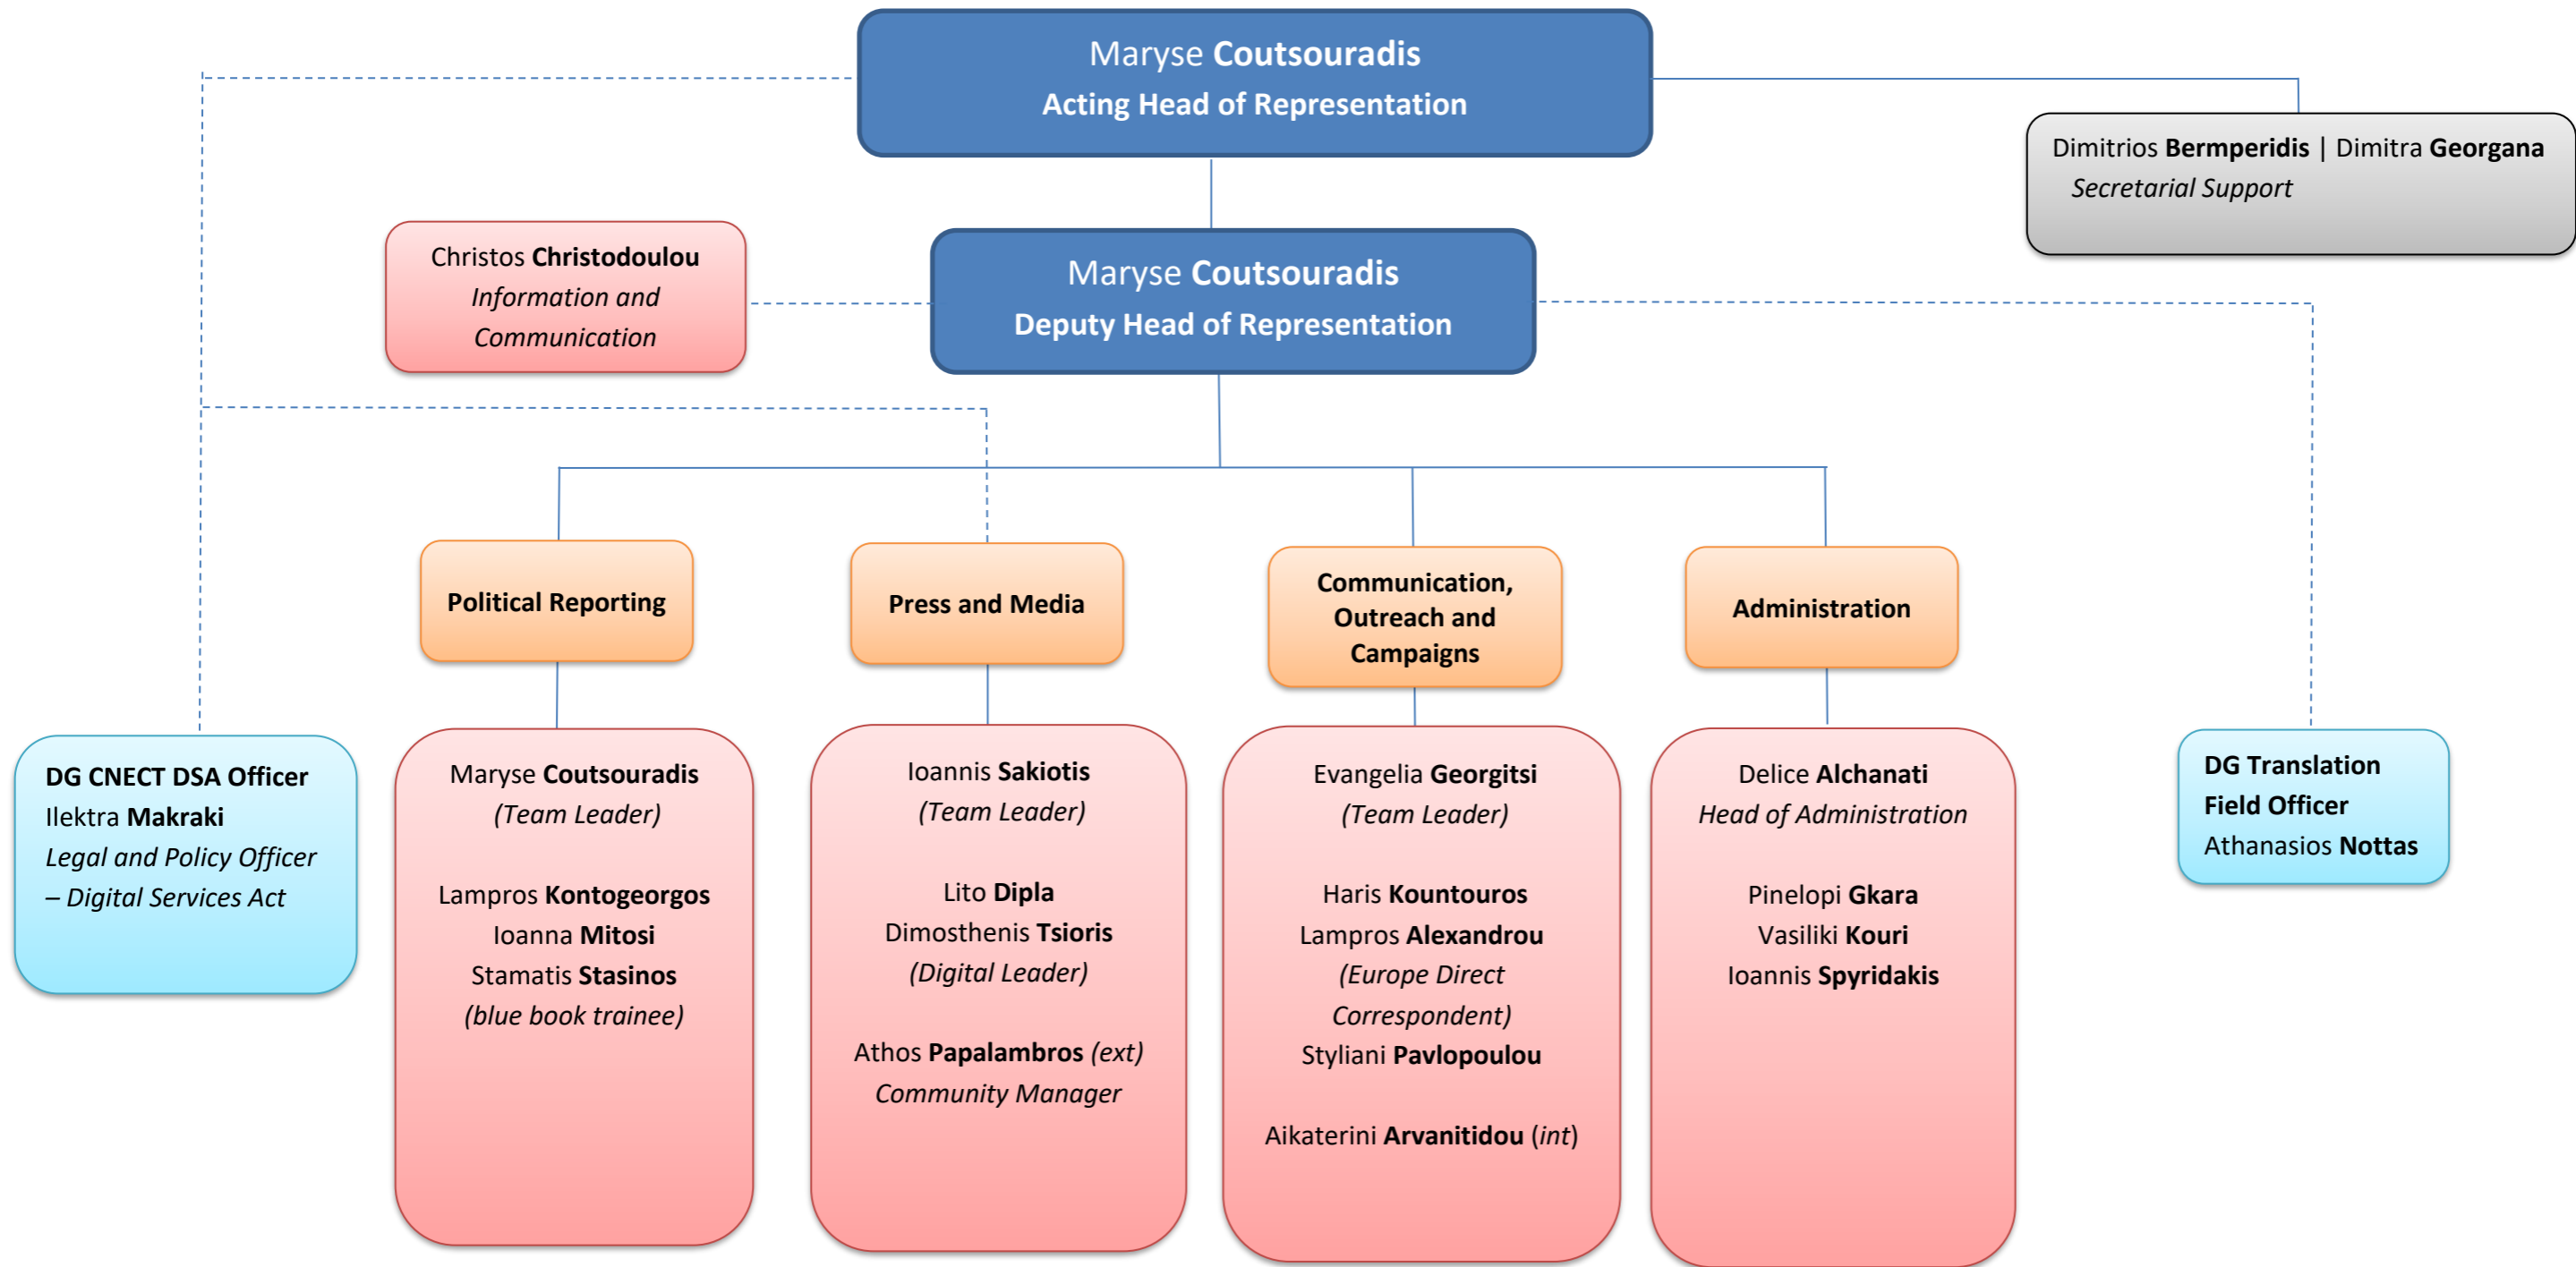 Maryse Coutsouradis
Acting Head of Representation
Dimitrios Bermperidis | Dimitra Georgana
Secretarial Support
Christos Christodoulou
Information and
Communication
Maryse Coutsouradis
Deputy Head of Representation
Political Reporting
Press and Media
Communication,
Outreach and
Campaigns
Administration
DG CNECT DSA Officer
Ilektra Makraki
Legal and Policy Officer
– Digital Services Act
Maryse Coutsouradis
(Team Leader)
Lampros Kontogeorgos
Ioanna Mitosi
Stamatis Stasinos
(blue book trainee)
Ioannis Sakiotis
(Team Leader)
Lito Dipla
Dimosthenis Tsioris
(Digital Leader)
Athos Papalambros (ext)
Community Manager
Evangelia Georgitsi
(Team Leader)
Haris Kountouros
Lampros Alexandrou
(Europe Direct
Correspondent)
Styliani Pavlopoulou
Aikaterini Arvanitidou (int)
Delice Alchanati
Head of Administration
Pinelopi Gkara
Vasiliki Kouri
Ioannis Spyridakis
DG Translation
Field Officer
Athanasios Nottas